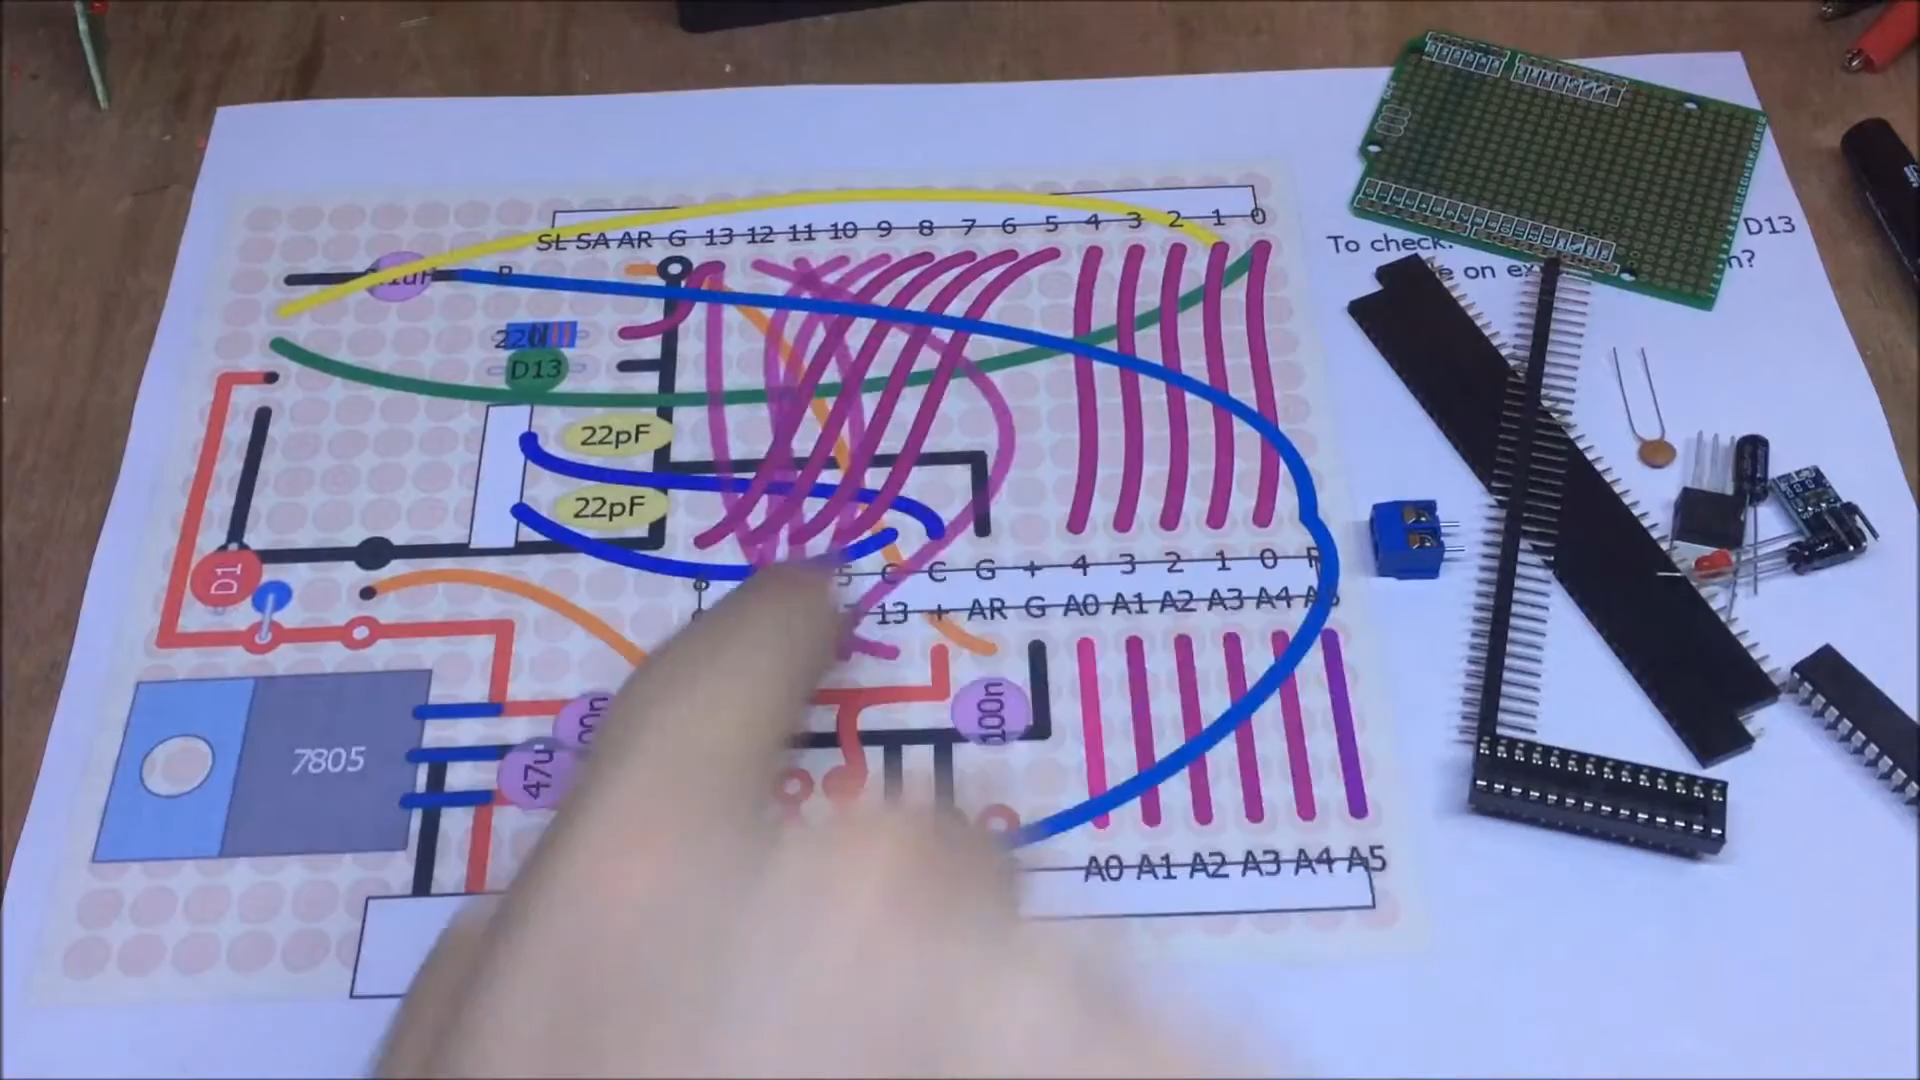 SL SA AR G 13 12 11 10 9 8 7 6 5 4 3 2 1 0
D13
To check:
n?
e on ex
R
220
D13
22pF
22pF
C G + 4 3 2 1 0
13 + AR G A0 A1 A2 A3 A4
D1
7805
47u
100n
A0 A1 A2 A3 A4 A5